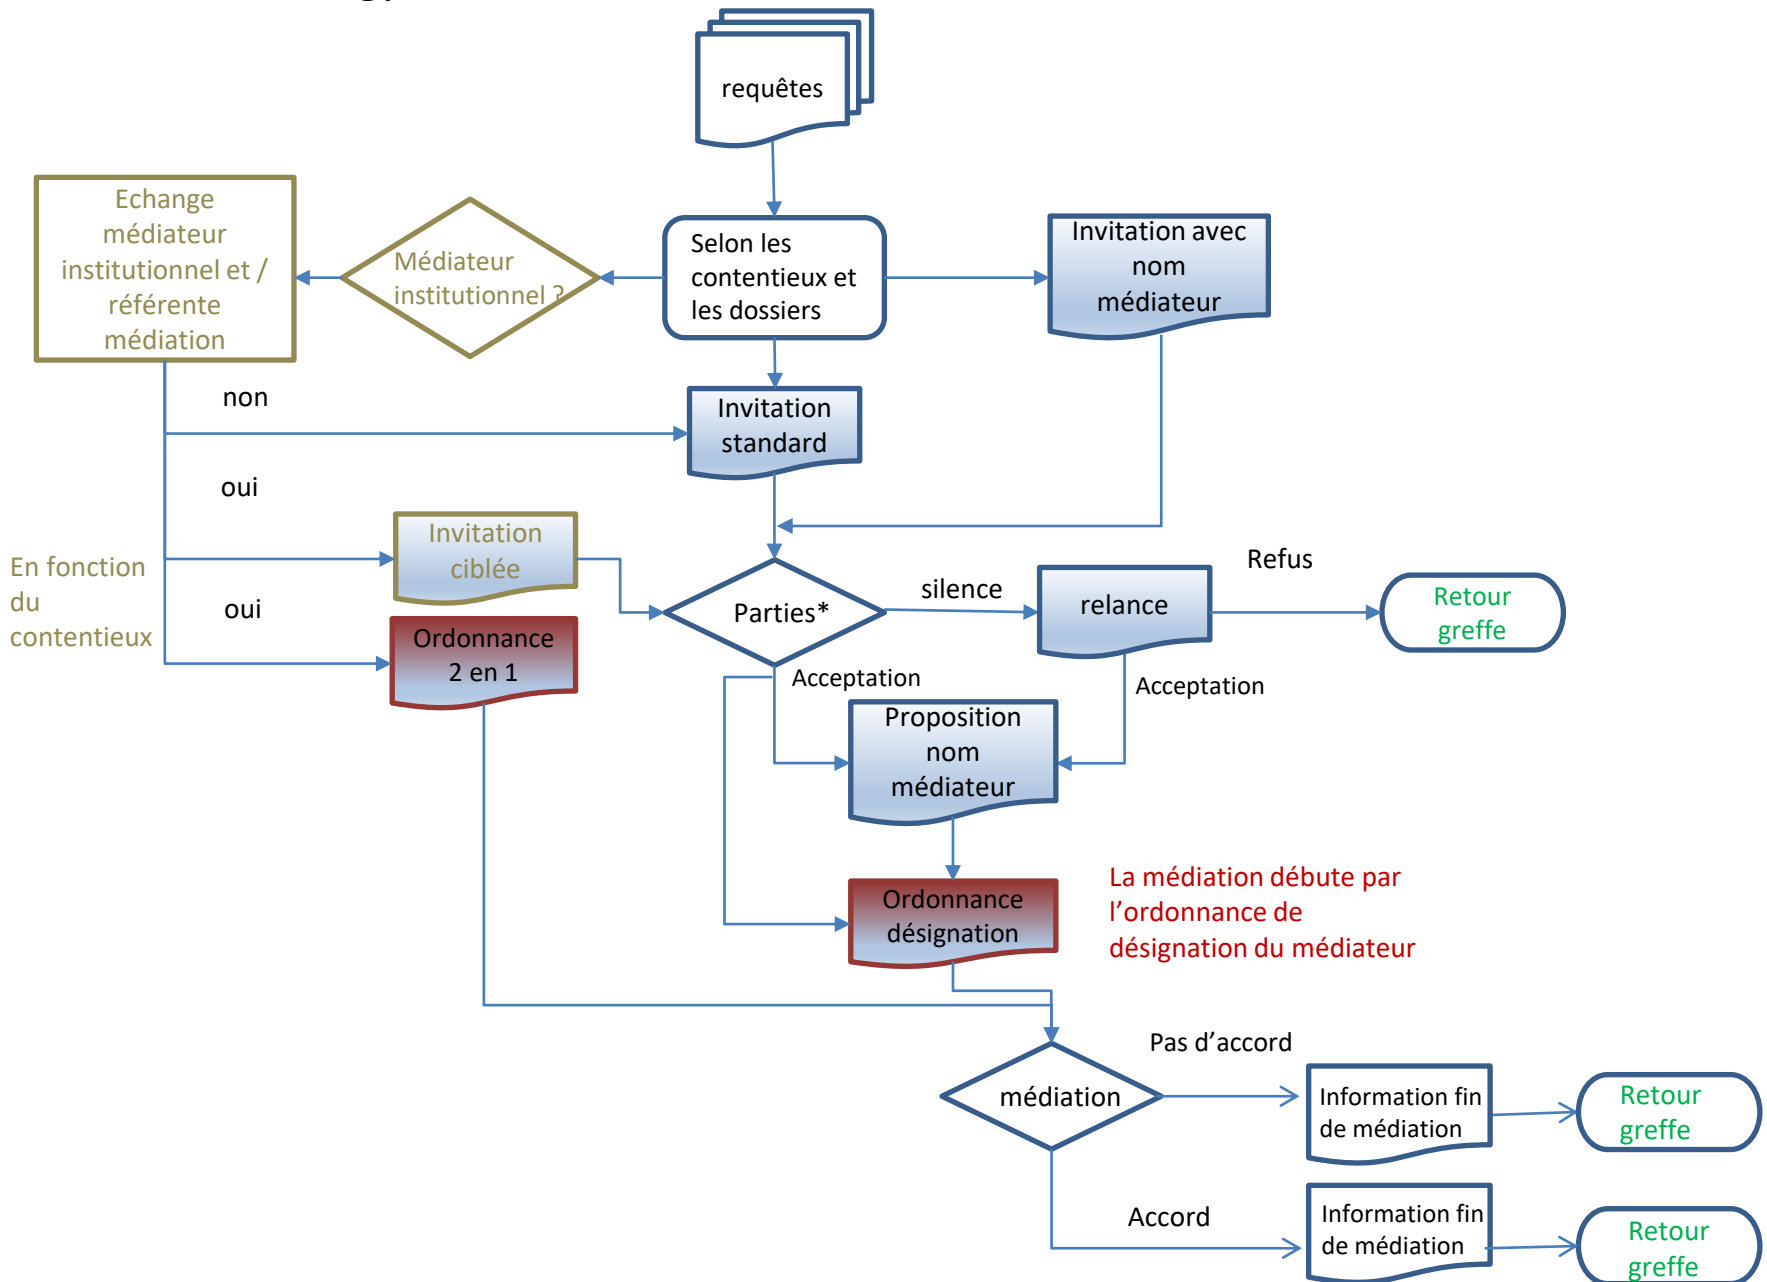 requêtes
Echange
médiateur
institutionnel et /
référente
médiation
Médiateur
institutionnel ?
Selon les
contentieux et
les dossiers
Invitation avec
nom
médiateur
non
Invitation
standard
oui
En fonction
du
contentieux
Invitation
ciblée
oui
Ordonnance
2 en 1
Parties*
silence
relance
Refus
Retour
greffe
Acceptation
Acceptation
Proposition
nom
médiateur
Ordonnance
désignation
La médiation débute par
l’ordonnance de
désignation du médiateur
médiation
Pas d’accord
Information fin
de médiation
Retour
greffe
Accord
Information fin
de médiation
Retour
greffe